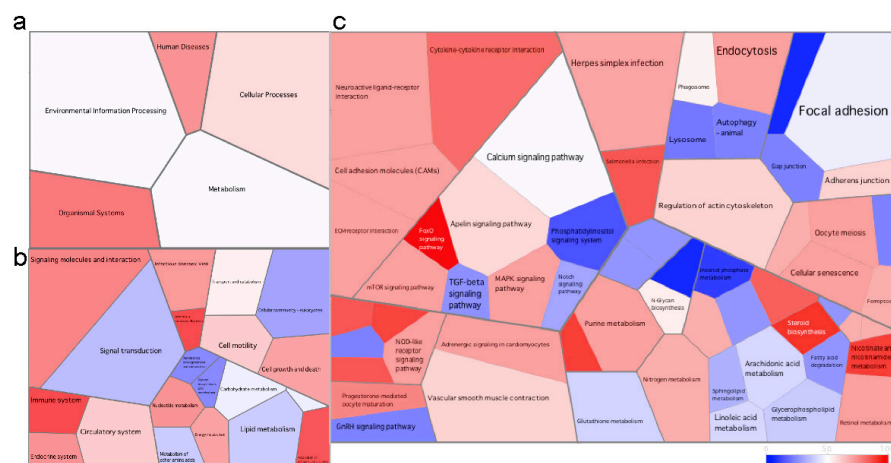 a
Human Diseases
Environmental Information Processing
Cellular Processes
Metabolism
Organismal Systems
b
Signaling molecules and interaction
Signal transduction
Cell motility
Cell growth and death
Immune system
Circulatory system
Endocrine system
Nucleotide metabolism
Carbohydrate metabolism
Lipid metabolism
Metabolism of
other amino acids
c
Cytokine-cytokine receptor interaction
Neuroactive ligand-receptor
interaction
Cell adhesion molecules (CAMs)
ECM-receptor interaction
Calcium signaling pathway
Apelin signaling pathway
FoxO
signaling
pathway
Phosphatidylinositol
signaling system
mTOR signaling pathway
TGF-beta
signaling
pathway
MAPK signaling
pathway
Notch
signaling
pathway
Herpes simplex infection
Salmonella infection
Endocytosis
Phagosome
Lysosome
Autophagy
- animal
Focal adhesion
Gap junction
Adherens junction
Regulation of actin cytoskeleton
Oocyte meiosis
Cellular senescence
NOD-like
receptor
signaling
pathway
Adrenergic signaling in cardiomyocytes
Vascular smooth muscle contraction
Progesterone-mediated
oocyte maturation
GnRH signaling pathway
Purine metabolism
N-Glycan
biosynthesis
Inositol phosphate
metabolism
Nitrogen metabolism
Glutathione metabolism
Steroid
biosynthesis
Arachidonic acid
metabolism
Fatty acid
degradation
Sphingolipid
metabolism
Linoleic acid
metabolism
Glycerophospholipid
metabolism
Nicotinate and
nicotinamide
metabolism
Retinol metabolism